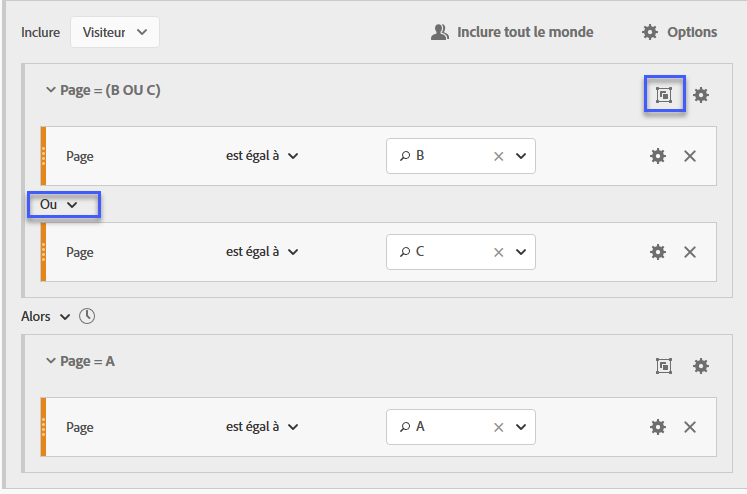 Inclure Visiteur Inclure tout le monde Options
Page = (B OU C)
Page est égal à B
Ou
Page est égal à C
Alors
Page = A
Page est égal à A